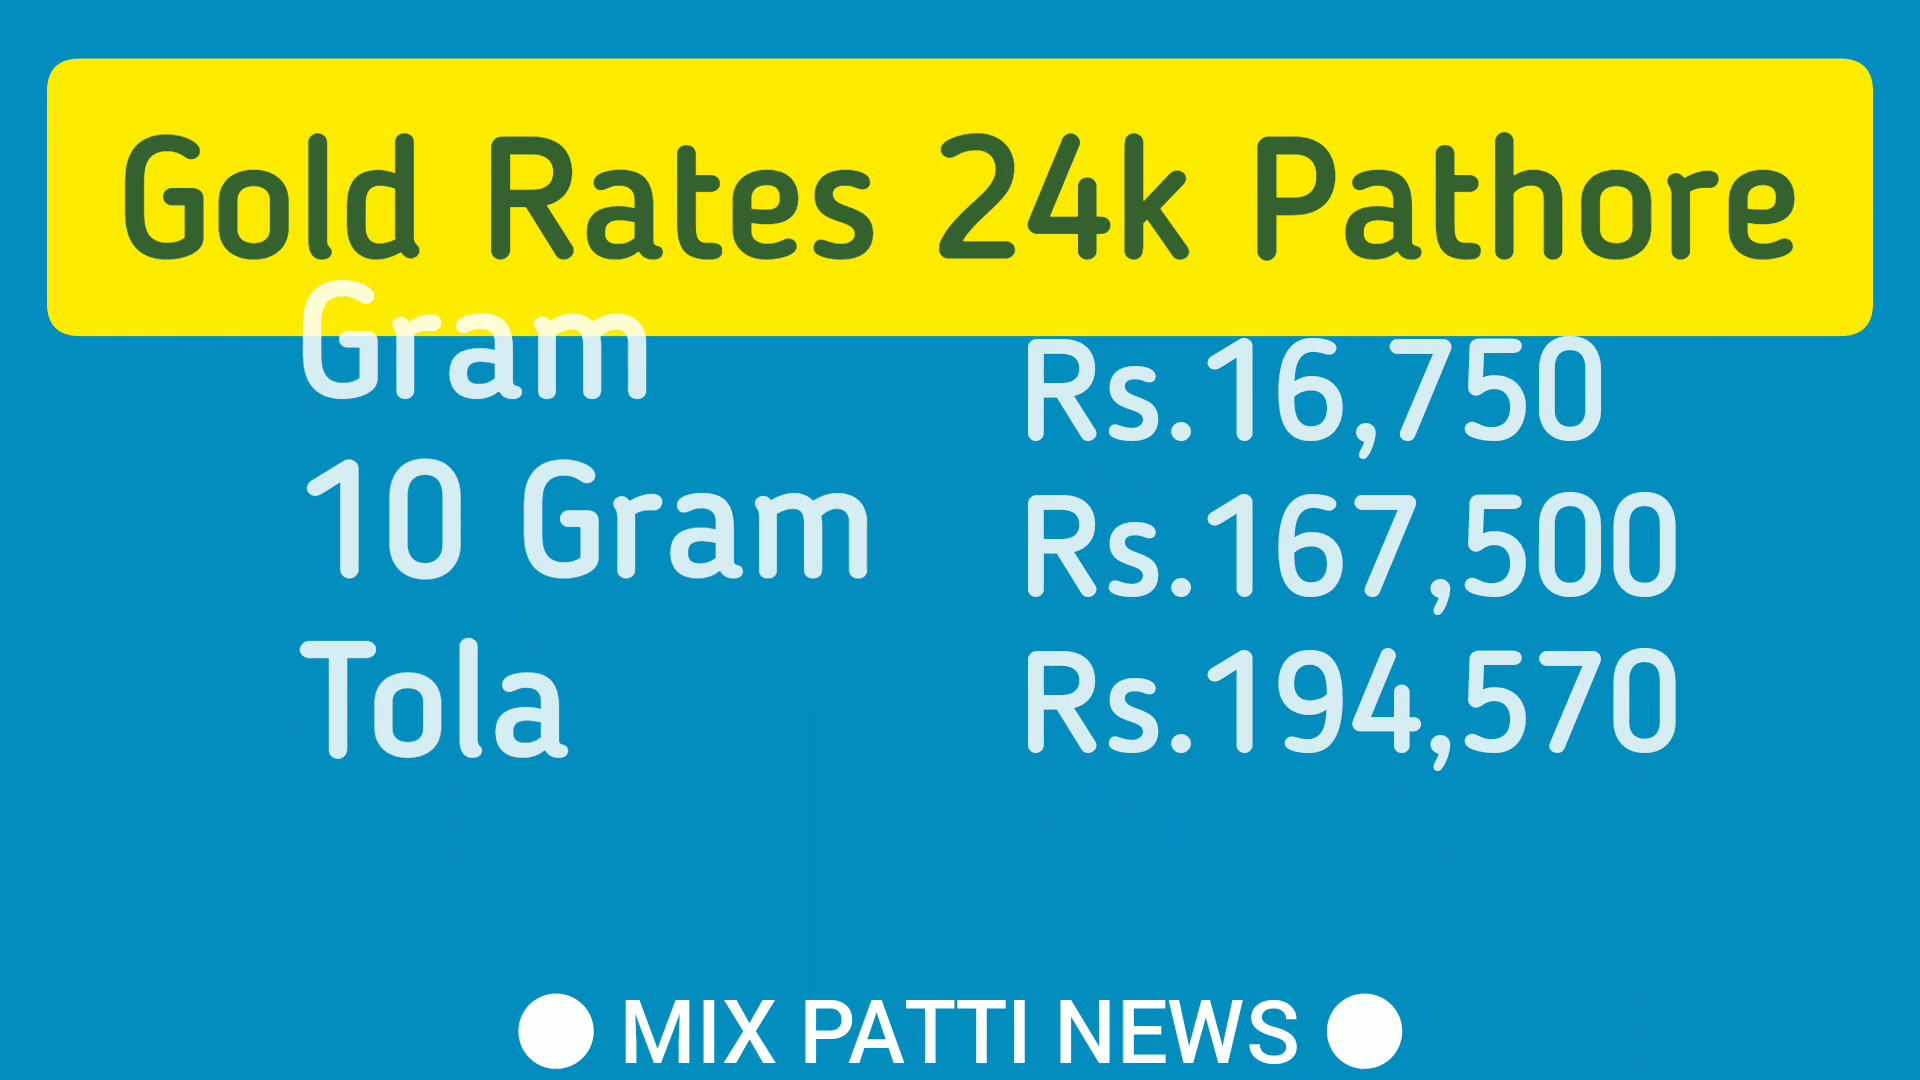 Gold Rates 24k Pathore
Gram Rs.16,750
10 Gram Rs.167,500
Tola Rs.194,570
MIX PATTI NEWS